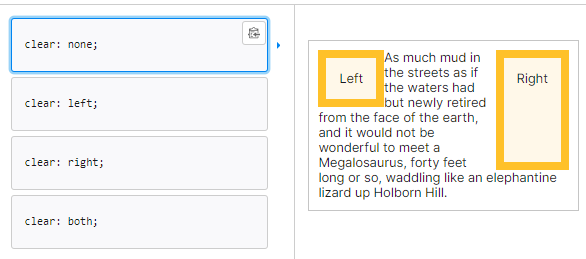 clear: none;
clear: left;
clear: right;
clear: both;
Left
Right
As much mud in
the streets as if
the waters had
but newly retired
from the face of the earth,
and it would not be
wonderful to meet a
Megalosaurus, forty feet
long or so, waddling like an elephantine
lizard up Holborn Hill.